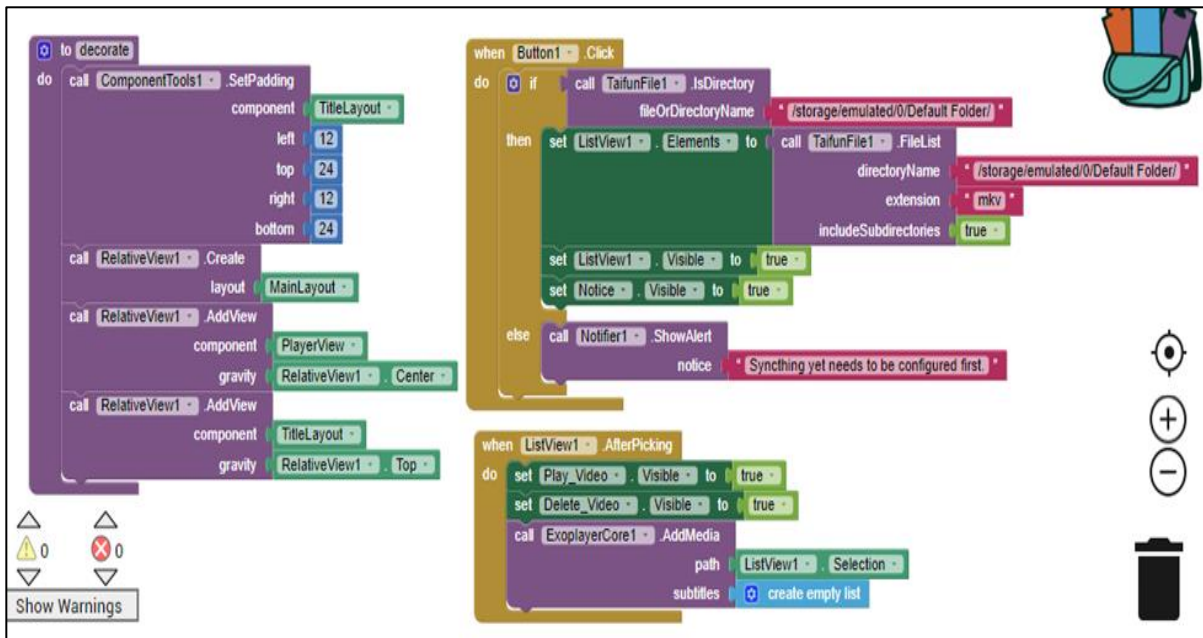 to decorate
do call ComponentTools1 .SetPadding
component TitleLayout
left 12
top 24
right 12
bottom 24
call RelativeView1 .Create
layout MainLayout
call RelativeView1 .AddView
component PlayerView
gravity RelativeView1 . Center
call RelativeView1 .AddView
component TitleLayout
gravity RelativeView1 . Top
0 0
Show Warnings
when Button1 .Click
do if call TaifunFile1 .IsDirectory
fileOrDirectoryName " /storage/emulated/0/Default Folder/ "
then set ListView1 . Elements to call TaifunFile1 .FileList
directoryName " /storage/emulated/0/Default Folder/ "
extension " mkv "
includeSubdirectories true
set ListView1 . Visible to true
set Notice . Visible to true
else call Notifier1 .ShowAlert
notice " Syncthing yet needs to be configured first. "
when ListView1 .AfterPicking
do set Play_Video . Visible to true
set Delete_Video . Visible to true
call ExoplayerCore1 .AddMedia
path ListView1 . Selection
subtitles create empty list